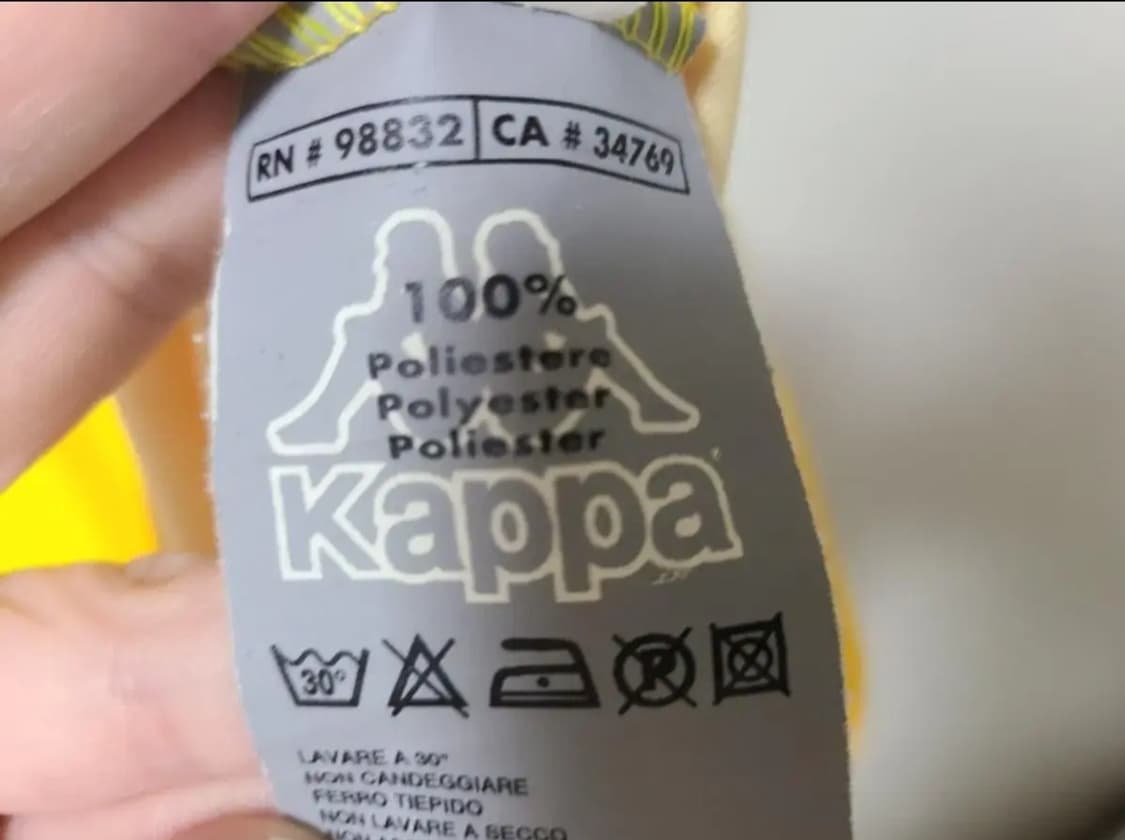 RN # 98832 CA # 34769
100%
Poliestere
Polyester
Poliester
Kappa
30°
P
LAVARE A 30°
NON CANDEGGIARE
FERRO TIEPIDO
NON LAVARE A SECCO
NON